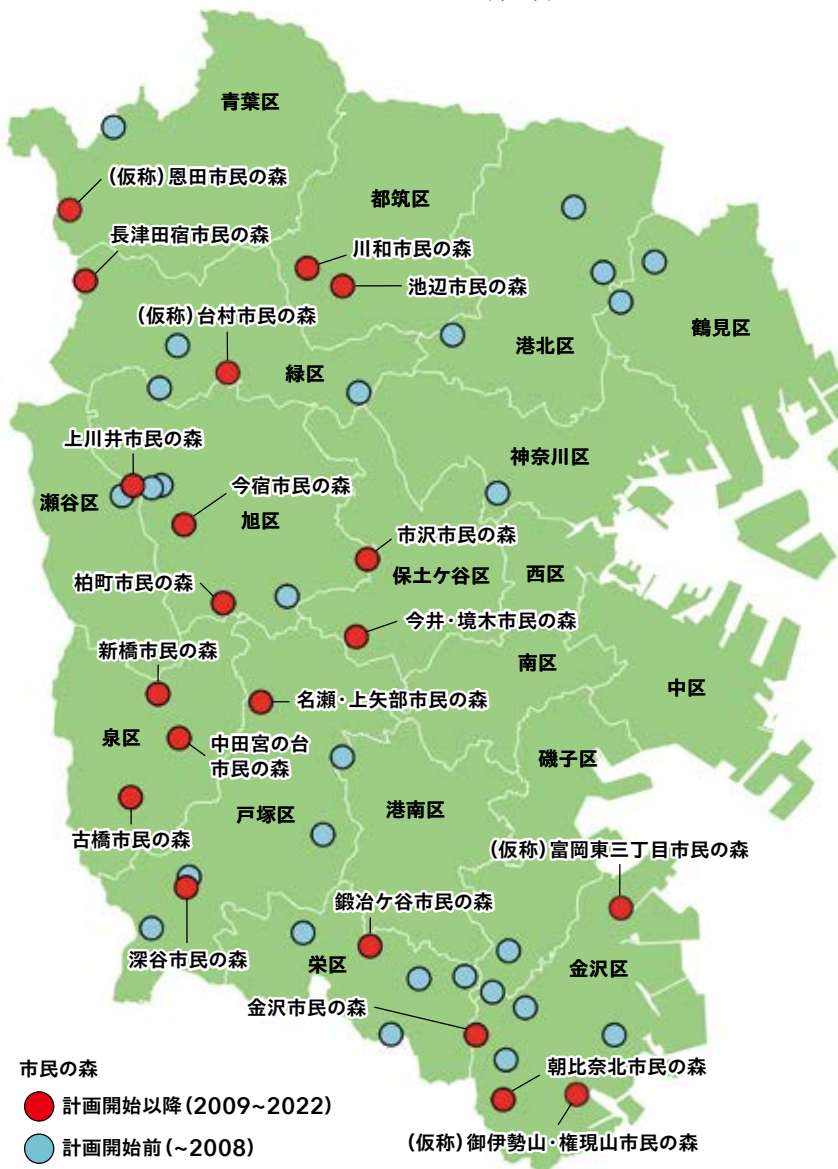 青葉区
(仮称)恩田市民の森
都筑区
長津田宿市民の森
川和市民の森
池辺市民の森
(仮称)台村市民の森
鶴見区
港北区
緑区
上川井市民の森
神奈川区
瀬谷区
今宿市民の森
旭区
市沢市民の森
保土ケ谷区
西区
柏町市民の森
今井・境木市民の森
新橋市民の森
南区
中区
名瀬・上矢部市民の森
泉区
中田宮の台
市民の森
磯子区
戸塚区
港南区
古橋市民の森
(仮称)富岡東三丁目市民の森
鍛冶ケ谷市民の森
深谷市民の森
栄区
金沢区
金沢市民の森
市民の森
朝比奈北市民の森
計画開始以降(2009~2022)
計画開始前(~2008)
(仮称)御伊勢山・権現山市民の森